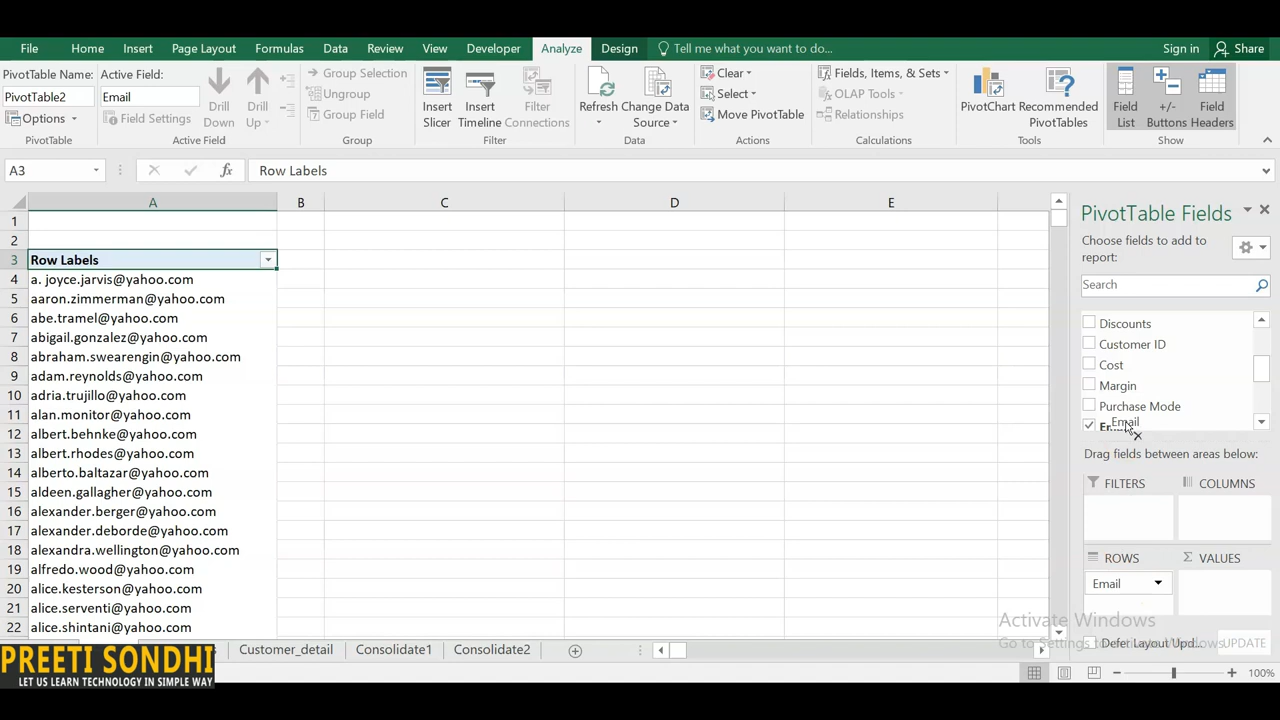 File Home Insert Page Layout Formulas Data Review View Developer Analyze Design Tell me what you want to do... Sign in Share
PivotTable Name:
PivotTable2
Options
PivotTable
Active Field:
Email
Field Settings
Drill Down
Drill Up
Active Field
Group Selection
Ungroup
Group Field
Group
Insert Slicer
Insert Timeline
Filter Connections
Filter
Refresh
Change Data Source
Data
Clear
Select
Move PivotTable
Actions
Fields, Items, & Sets
OLAP Tools
Relationships
Calculations
PivotChart
Recommended PivotTables
Tools
Field List
+/- Buttons
Field Headers
Show
A3 fx Row Labels
A B C D E
1
2
3 Row Labels
4 a. joyce.jarvis@yahoo.com
5 aaron.zimmerman@yahoo.com
6 abe.tramel@yahoo.com
7 abigail.gonzalez@yahoo.com
8 abraham.swearengin@yahoo.com
9 adam.reynolds@yahoo.com
10 adria.trujillo@yahoo.com
11 alan.monitor@yahoo.com
12 albert.behnke@yahoo.com
13 albert.rhodes@yahoo.com
14 alberto.baltazar@yahoo.com
15 aldeen.gallagher@yahoo.com
16 alexander.berger@yahoo.com
17 alexander.deborde@yahoo.com
18 alexandra.wellington@yahoo.com
19 alfredo.wood@yahoo.com
20 alice.kesterson@yahoo.com
21 alice.serventi@yahoo.com
22 alice.shintani@yahoo.com
PivotTable Fields
Choose fields to add to
report:
Search
Discounts
Customer ID
Cost
Margin
Purchase Mode
Email
Drag fields between areas below:
FILTERS COLUMNS
ROWS VALUES
Email
Activate Windows
Go to Settings to activate Windows.
Defer Layout Upd... UPDATE
Customer_detail Consolidate1 Consolidate2
100%
PREETI SONDHI
LET US LEARN TECHNOLOGY IN SIMPLE WAY